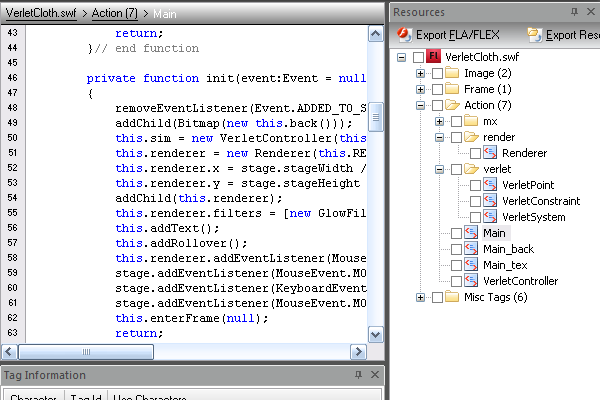 VerletCloth.swf > Action (7) > Main
43 return;
44 }// end function
45
46 private function init(event:Event = null
47 {
48 removeEventListener(Event.ADDED_TO_S
49 addChild(Bitmap(new this.back()));
50 this.sim = new VerletController(this
51 this.renderer = new Renderer(this.RE
52 this.renderer.x = stage.stageWidth /
53 this.renderer.y = stage.stageHeight
54 addChild(this.renderer);
55 this.renderer.filters = [new GlowFil
56 this.addText();
57 this.addRollover();
58 this.renderer.addEventListener(Mouse
59 stage.addEventListener(MouseEvent.MO
60 stage.addEventListener(KeyboardEvent
61 stage.addEventListener(MouseEvent.MO
62 this.enterFrame(null);
63 return;
Tag Information
Character Tag Id Use Characters
Resources
Export FLA/FLEX Export Reso
VerletCloth.swf
Image (2)
Frame (1)
Action (7)
mx
render
Renderer
verlet
VerletPoint
VerletConstraint
VerletSystem
Main
Main_back
Main_tex
VerletController
Misc Tags (6)